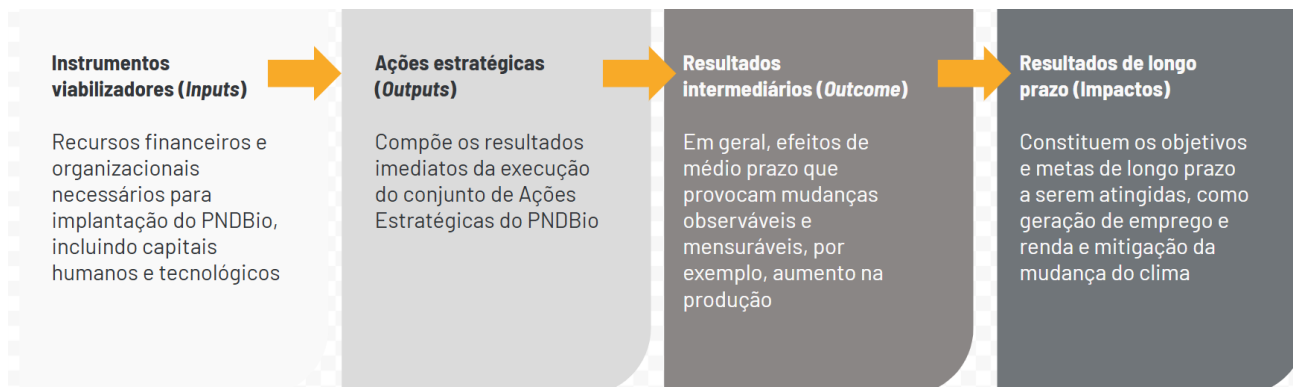 Instrumentos
viabilizadores (Inputs)
Recursos financeiros e
organizacionais
necessários para
implantação do PNDBio,
incluindo capitais
humanos e tecnológicos
Ações estratégicas
(Outputs)
Compõe os resultados
imediatos da execução
do conjunto de Ações
Estratégicas do PNDBio
Resultados
intermediários (Outcome)
Em geral, efeitos de
médio prazo que
provocam mudanças
observáveis e
mensuráveis, por
exemplo, aumento na
produção
Resultados de longo
prazo (Impactos)
Constituem os objetivos
e metas de longo prazo
a serem atingidas, como
geração de emprego e
renda e mitigação da
mudança do clima